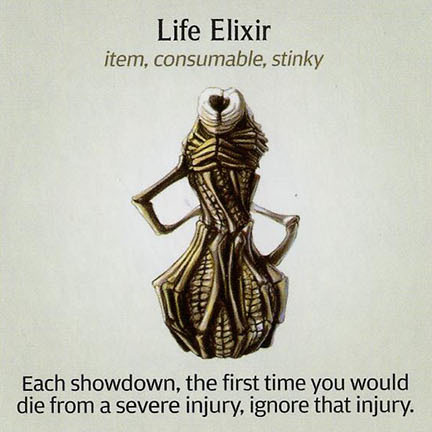 Life Elixir
item, consumable, stinky
Each showdown, the first time you would
die from a severe injury, ignore that injury.